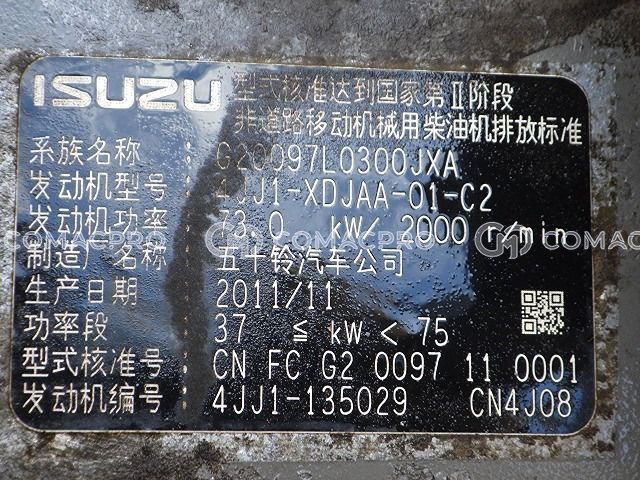 ISUZU 型式核准达到国家第Ⅱ阶段
非道路移动机械用柴油机排放标准
系族名称 : G20097L0300JXA
发动机型号 : 4JJ1-XDJAA-01-C2
发动机功率 : 73.0 kW/ 2000 r/min
COMACPRO COMACPRO COMACPRO
制造厂名称 : 五十铃汽车公司
生产日期 : 2011/11
功率段 : 37 ≦ kW < 75
型式核准号 : CN FC G2 0097 11 0001
发动机编号 : 4JJ1-135029 CN4J08